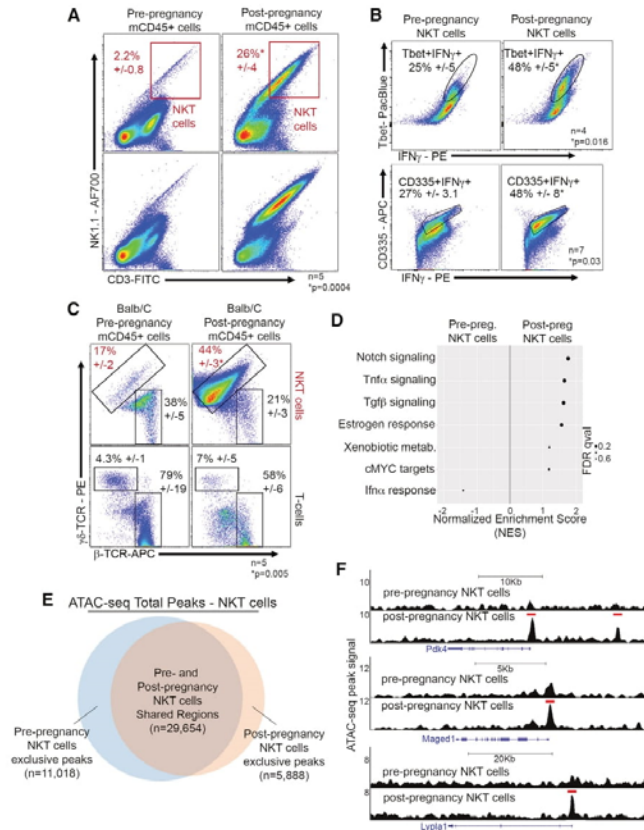 A
Pre-pregnancy
mCD45+ cells
Post-pregnancy
mCD45+ cells
2.2%
+/-0.8
NKT
cells
26%*
+/-4
NKT
cells
NK1.1 - AF700
CD3-FITC
n=5
*p=0.0004
B
Pre-pregnancy
NKT cells
Post-pregnancy
NKT cells
Tbet+IFNγ+
25% +/-5
Tbet+IFNγ+
48% +/-5*
Tbet- PacBlue
n=4
*p=0.016
IFNγ - PE
CD335+IFNγ+
27% +/- 3.1
CD335+IFNγ+
48% +/- 8*
CD335 - APC
n=7
*p=0.03
IFNγ - PE
C
Balb/C
Pre-pregnancy
mCD45+ cells
Balb/C
Post-pregnancy
mCD45+ cells
17%
+/-2
38%
+/-5
44%
+/-3*
21%
+/-3
NKT cells
4.3% +/-1
79%
+/-19
7% +/-5
58%
+/-6
T-cells
γδ-TCR - PE
β-TCR-APC
n=5
*p=0.005
D
Pre-preg.
NKT cells
Post-preg
NKT cells
Notch signaling
Tnfα signaling
Tgfβ signaling
Estrogen response
Xenobiotic metab.
cMYC targets
Ifnα response
-2 -1 0 1 2
Normalized Enrichment Score
(NES)
FDR qval
0.2
0.6
E
ATAC-seq Total Peaks - NKT cells
Pre- and
Post-pregnancy
NKT cells
Shared Regions
(n=29,654)
Pre-pregnancy
NKT cells
exclusive peaks
(n=11,018)
Post-pregnancy
NKT cells
exclusive peaks
(n=5,888)
F
ATAC-seq peak signal
10Kb
10
pre-pregnancy NKT cells
10
post-pregnancy NKT cells
Pdk4
5Kb
12
pre-pregnancy NKT cells
12
post-pregnancy NKT cells
Maged1
20Kb
8
pre-pregnancy NKT cells
8
post-pregnancy NKT cells
Lypla1